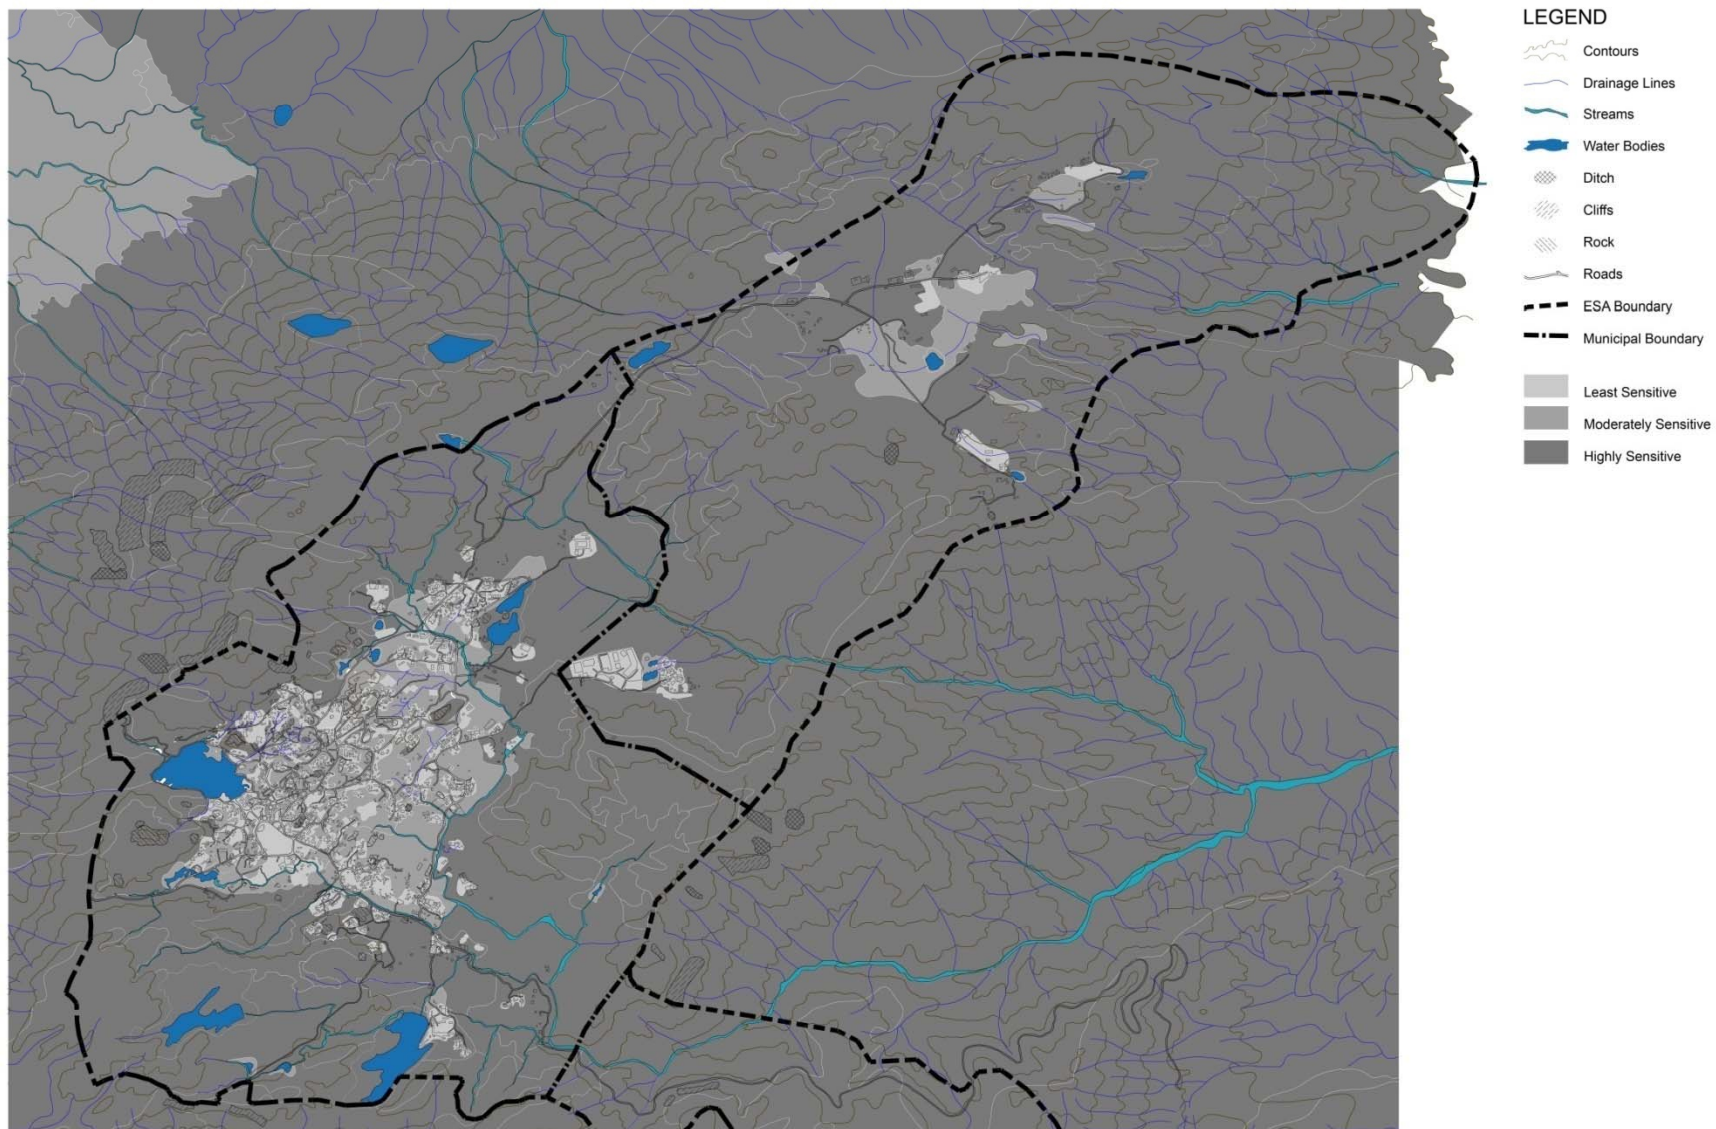 LEGEND
Contours
Drainage Lines
Streams
Water Bodies
Ditch
Cliffs
Rock
Roads
ESA Boundary
Municipal Boundary
Least Sensitive
Moderately Sensitive
Highly Sensitive